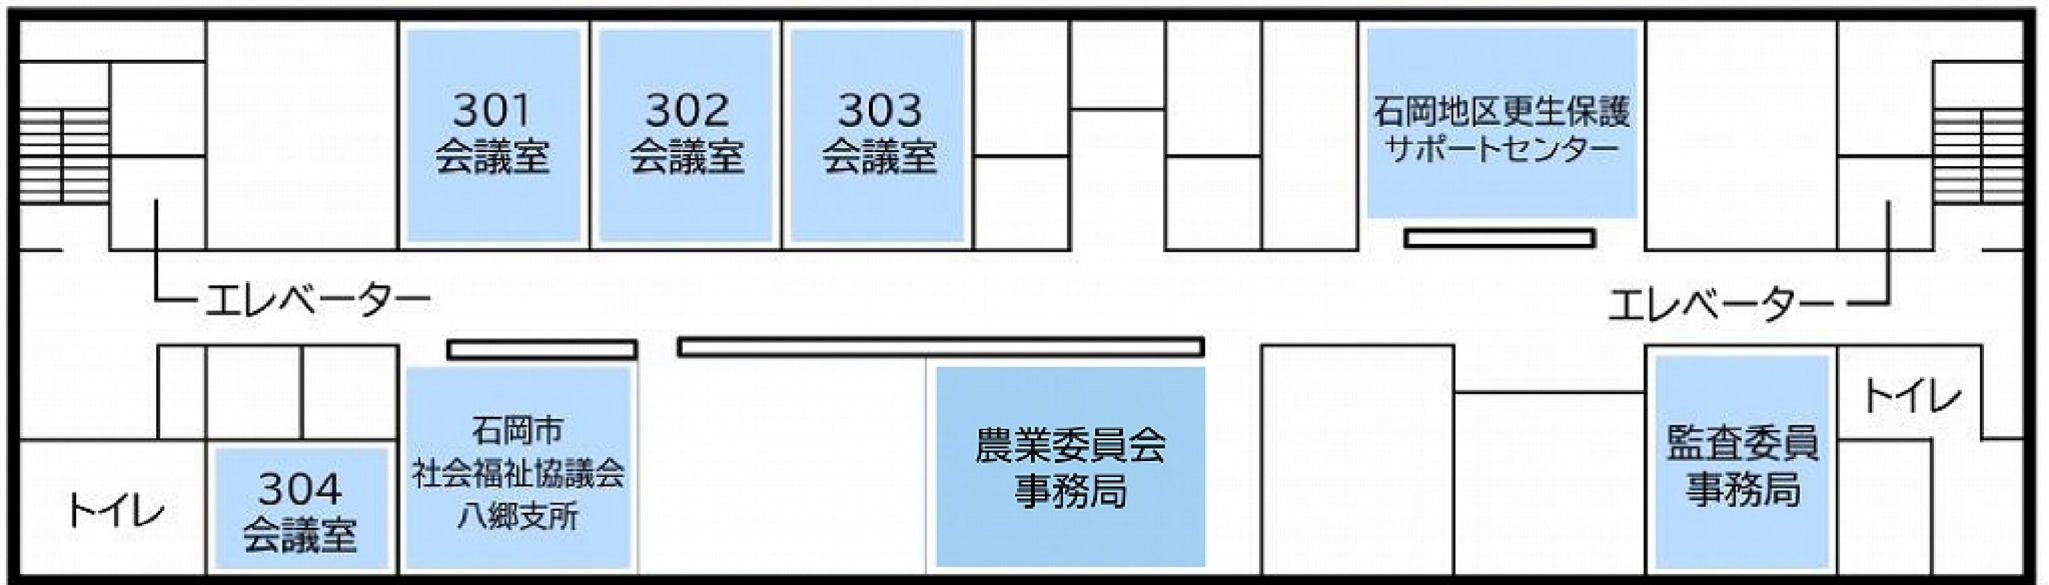 301
会議室
302
会議室
303
会議室
石岡地区更生保護
サポートセンター
エレベーター
エレベーター
トイレ
304
会議室
石岡市
社会福祉協議会
八郷支所
農業委員会
事務局
監査委員
事務局
トイレ